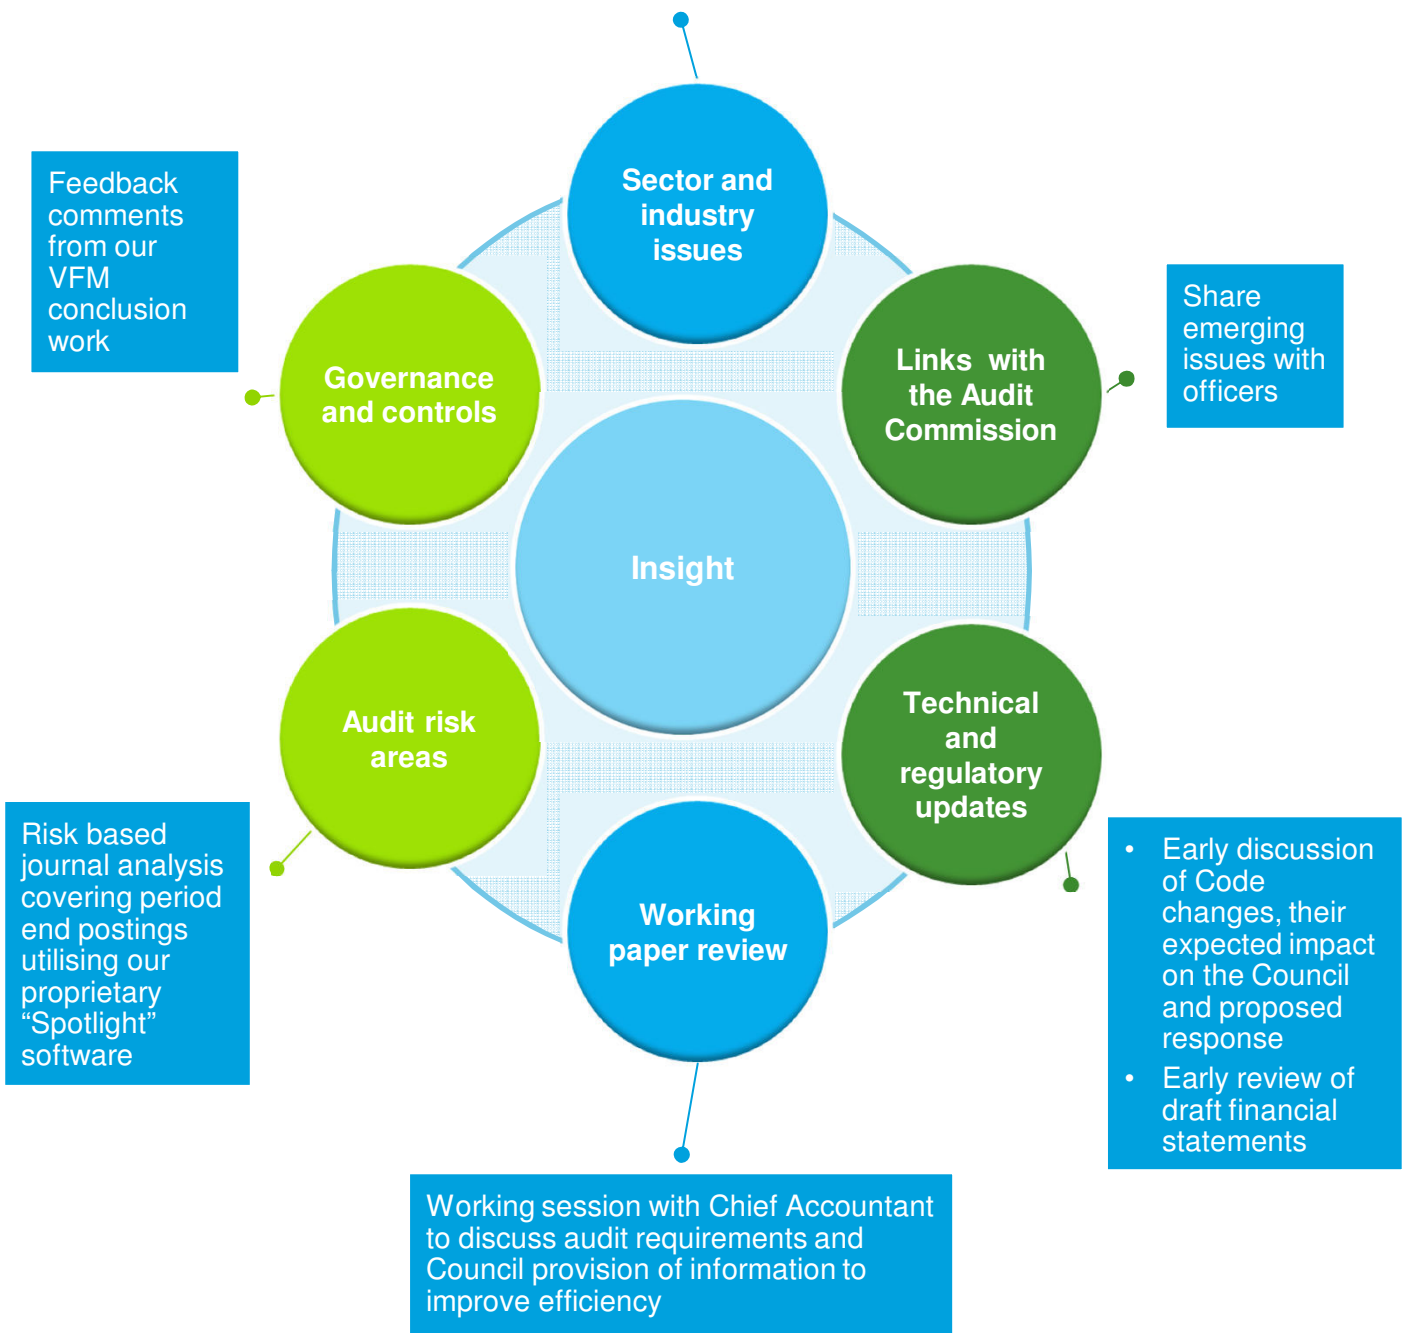 Sector and
industry
issues
Feedback
comments
from our
VFM
conclusion
work
Governance
and controls
Links with
the Audit
Commission
Share
emerging
issues with
officers
Insight
Audit risk
areas
Technical
and
regulatory
updates
Risk based
journal analysis
covering period
end postings
utilising our
proprietary
“Spotlight”
software
Working
paper review
• Early discussion
of Code
changes, their
expected impact
on the Council
and proposed
response
• Early review of
draft financial
statements
Working session with Chief Accountant
to discuss audit requirements and
Council provision of information to
improve efficiency